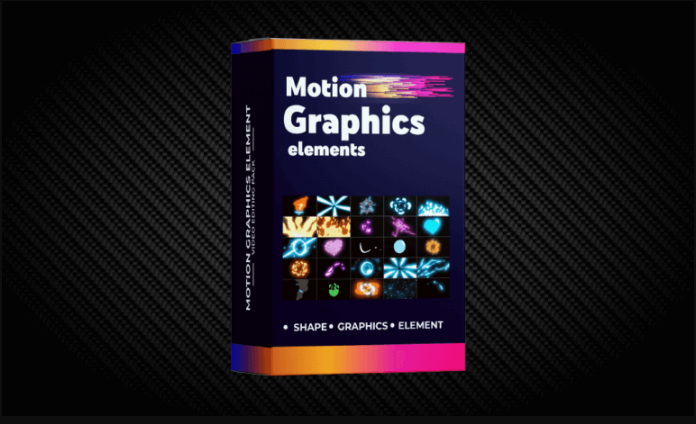 Motion
Graphics
elements
• SHAPE • GRAPHICS • ELEMENT
MOTION GRAPHICS ELEMENT
VIDEO EDITING PACK